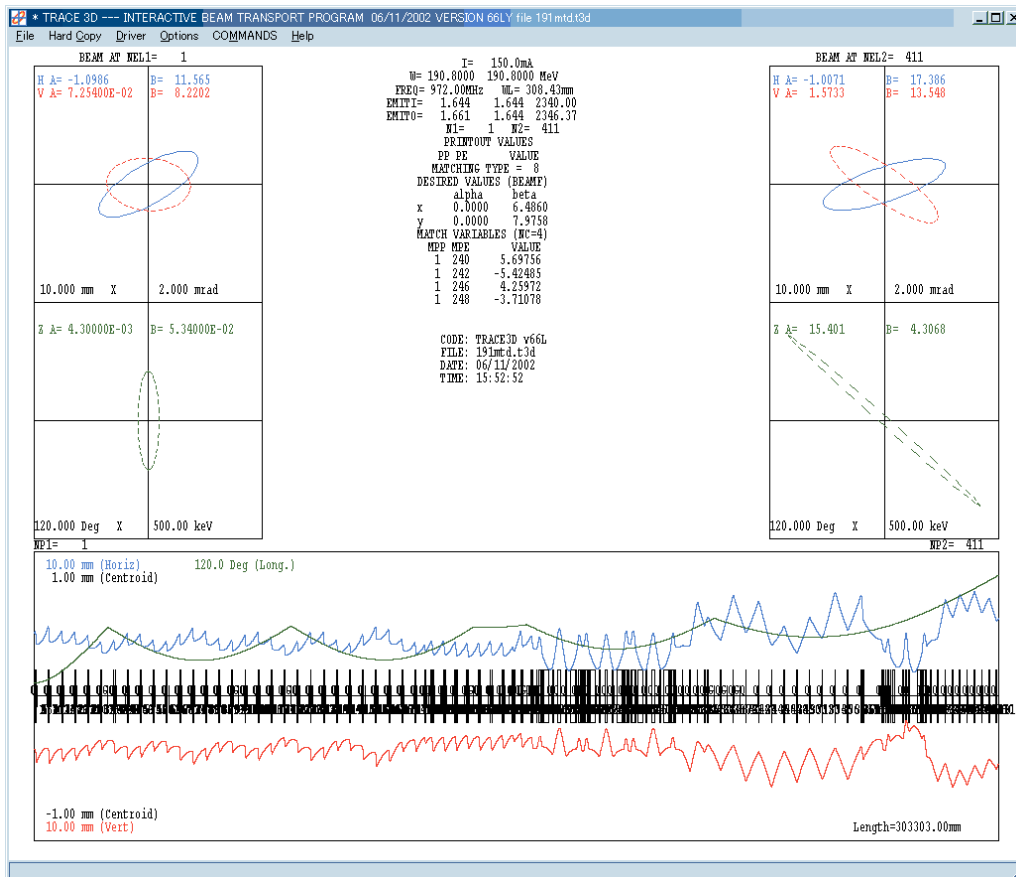 * TRACE 3D --- INTERACTIVE BEAM TRANSPORT PROGRAM 06/11/2002 VERSION 66LY file 191mtd.t3d
File Hard Copy Driver Options COMMANDS Help
BEAM AT NEL1= 1
H A= -1.0986 B= 11.565
V A= 7.25400E-02 B= 8.2202
10.000 mm X 2.000 mrad
Z A= 4.30000E-03 B= 5.34000E-02
120.000 Deg X 500.00 keV
NP1= 1
I= 150.0mA
W= 190.8000 190.8000 MeV
FREQ= 972.00MHz WL= 308.43mm
EMITI= 1.644 1.644 2340.00
EMITO= 1.661 1.644 2346.37
N1= 1 N2= 411
PRINTOUT VALUES
PP PE VALUE
MATCHING TYPE = 8
DESIRED VALUES (BEAMF)
alpha beta
x 0.0000 6.4860
y 0.0000 7.9758
MATCH VARIABLES (NC=4)
MPP MPE VALUE
1 240 5.69756
1 242 -5.42485
1 246 4.25972
1 248 -3.71078
CODE: TRACE3D v66L
FILE: 191mtd.t3d
DATE: 06/11/2002
TIME: 15:52:52
BEAM AT NEL2= 411
H A= -1.0071 B= 17.386
V A= 1.5733 B= 13.548
10.000 mm X 2.000 mrad
Z A= 15.401 B= 4.3068
120.000 Deg X 500.00 keV
NP2= 411
10.00 mm (Horiz) 120.0 Deg (Long.)
1.00 mm (Centroid)
-1.00 mm (Centroid)
10.00 mm (Vert)
Length=303303.00mm